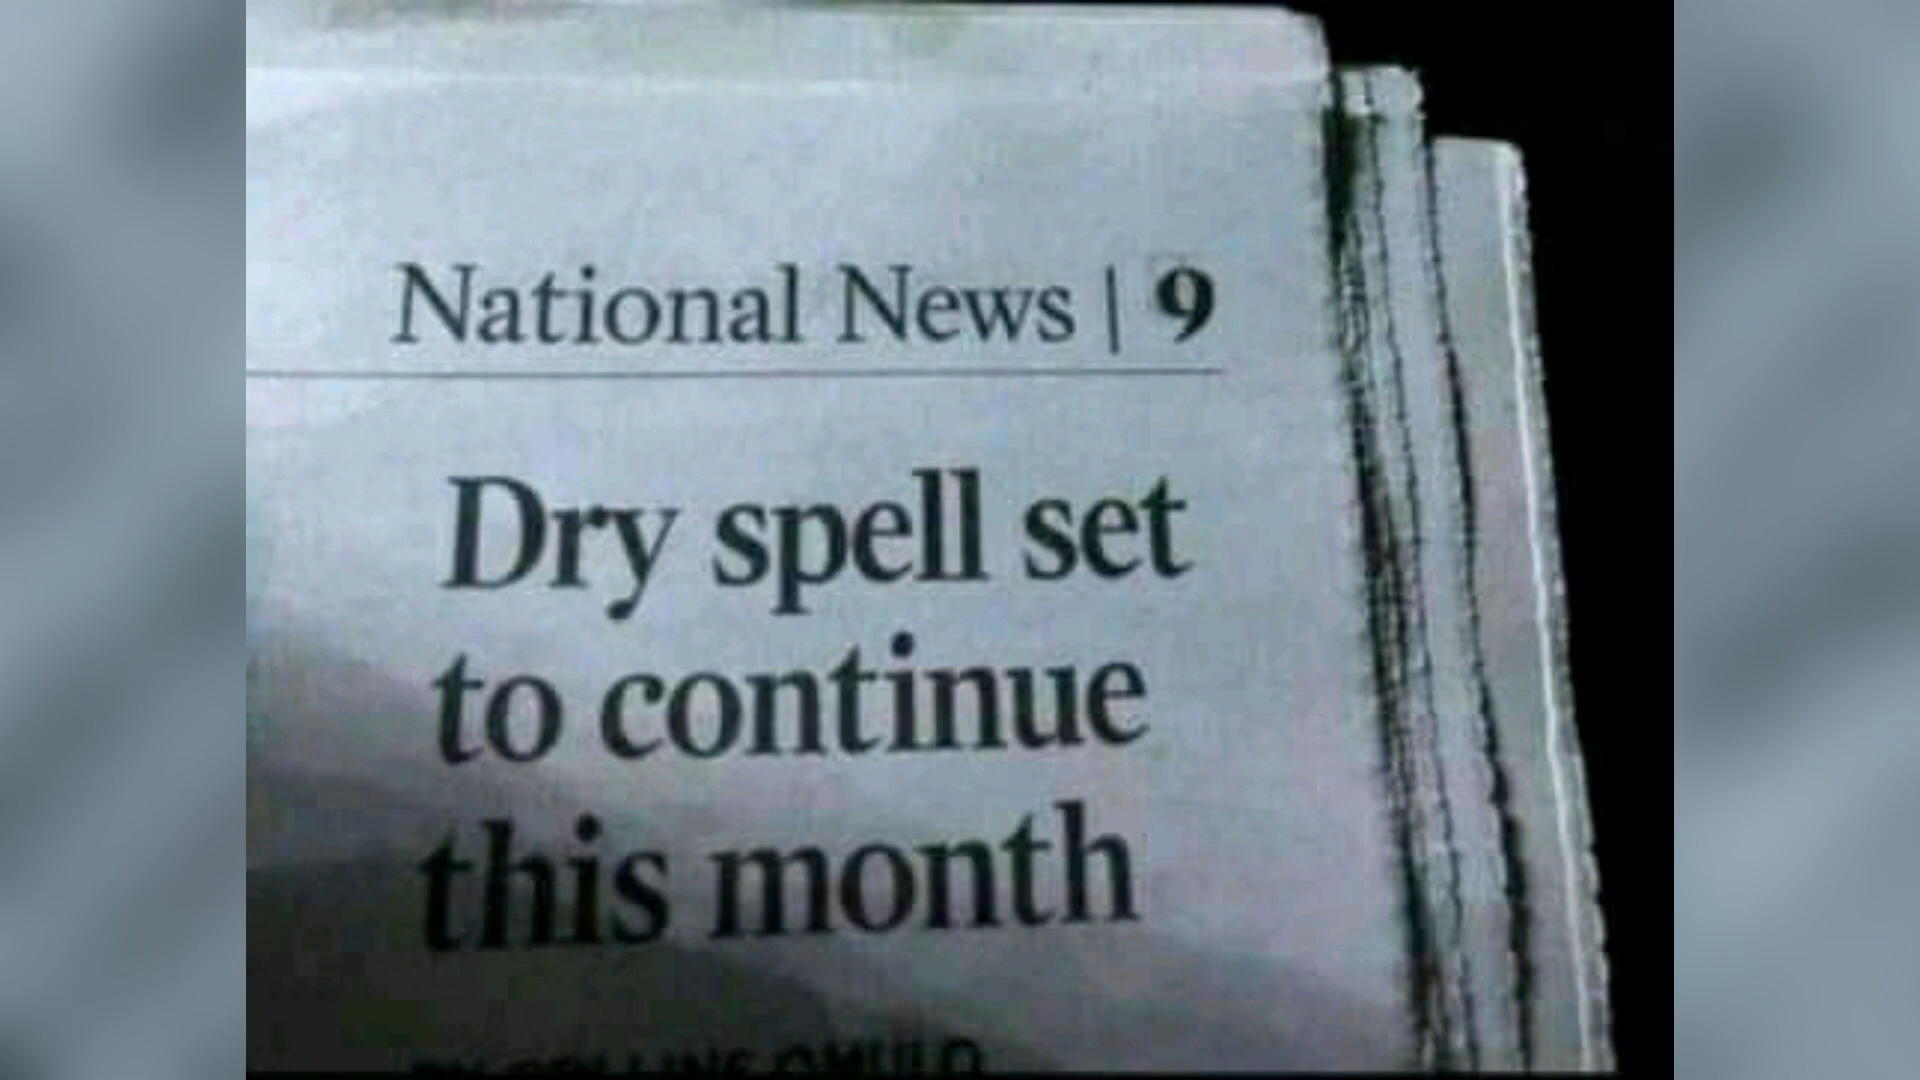 National News | 9
Dry spell set
to continue
this month